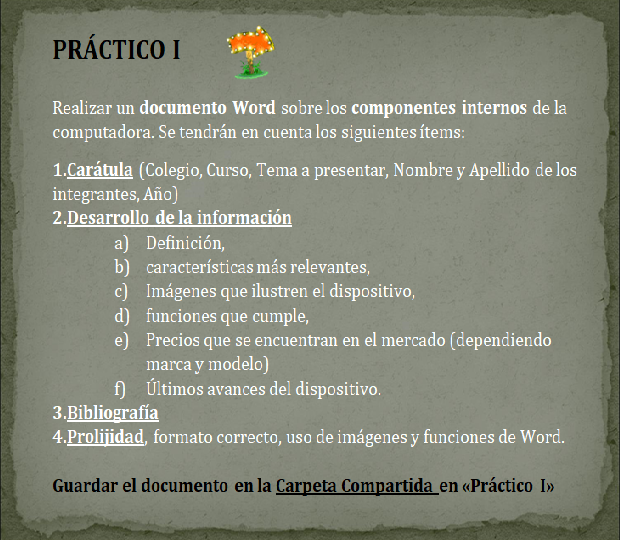 PRÁCTICO I
Realizar un documento Word sobre los componentes internos de la
computadora. Se tendrán en cuenta los siguientes ítems:
1.Carátula (Colegio, Curso, Tema a presentar, Nombre y Apellido de los
integrantes, Año)
2.Desarrollo de la información
a) Definición,
b) características más relevantes,
c) Imágenes que ilustren el dispositivo,
d) funciones que cumple,
e) Precios que se encuentran en el mercado (dependiendo
marca y modelo)
f) Últimos avances del dispositivo.
3.Bibliografía
4.Prolijidad, formato correcto, uso de imágenes y funciones de Word.
Guardar el documento en la Carpeta Compartida en «Práctico I»